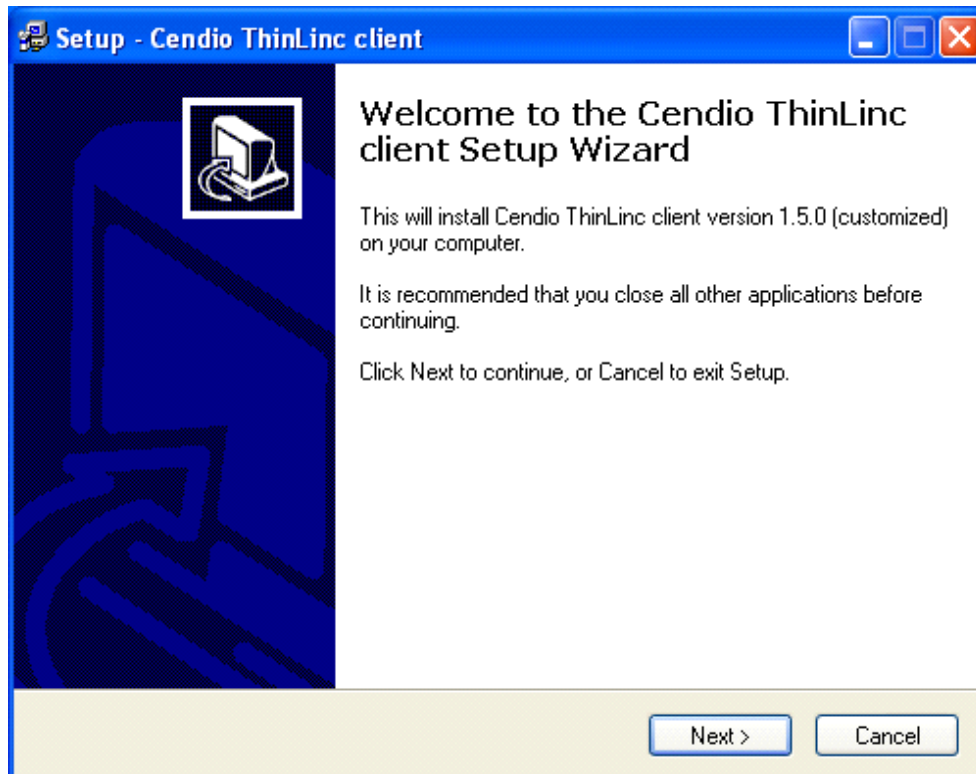 Setup - Cendio ThinLinc client
Welcome to the Cendio ThinLinc
client Setup Wizard
This will install Cendio ThinLinc client version 1.5.0 (customized)
on your computer.
It is recommended that you close all other applications before
continuing.
Click Next to continue, or Cancel to exit Setup.
Next >
Cancel